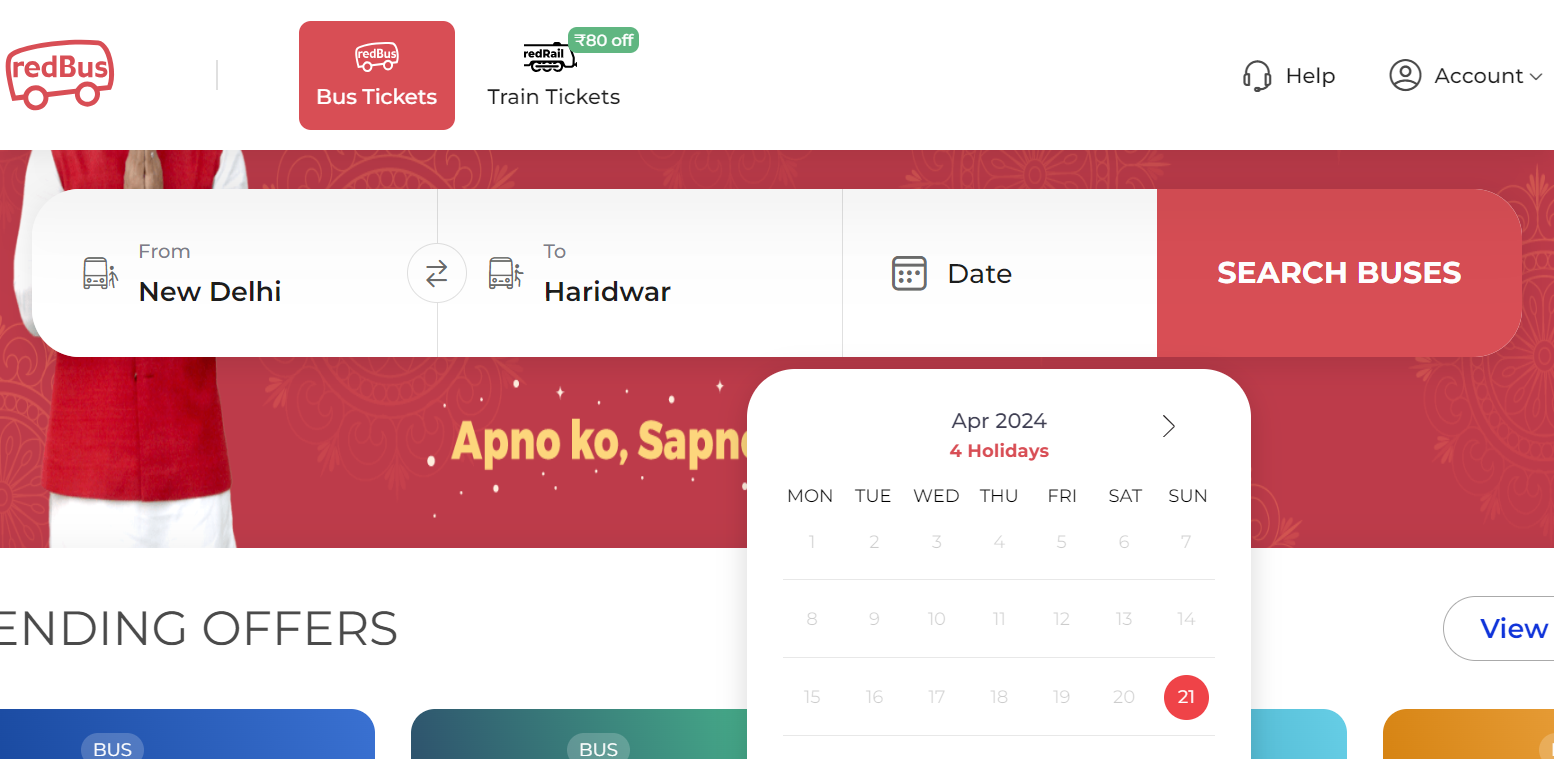 redBus
redBus
Bus Tickets
redRail
₹80 off
Train Tickets
Help
Account
From
New Delhi
To
Haridwar
Date
SEARCH BUSES
Apno ko, Sapno
Apr 2024
4 Holidays
MON TUE WED THU FRI SAT SUN
1 2 3 4 5 6 7
8 9 10 11 12 13 14
15 16 17 18 19 20 21
ENDING OFFERS
View
BUS
BUS